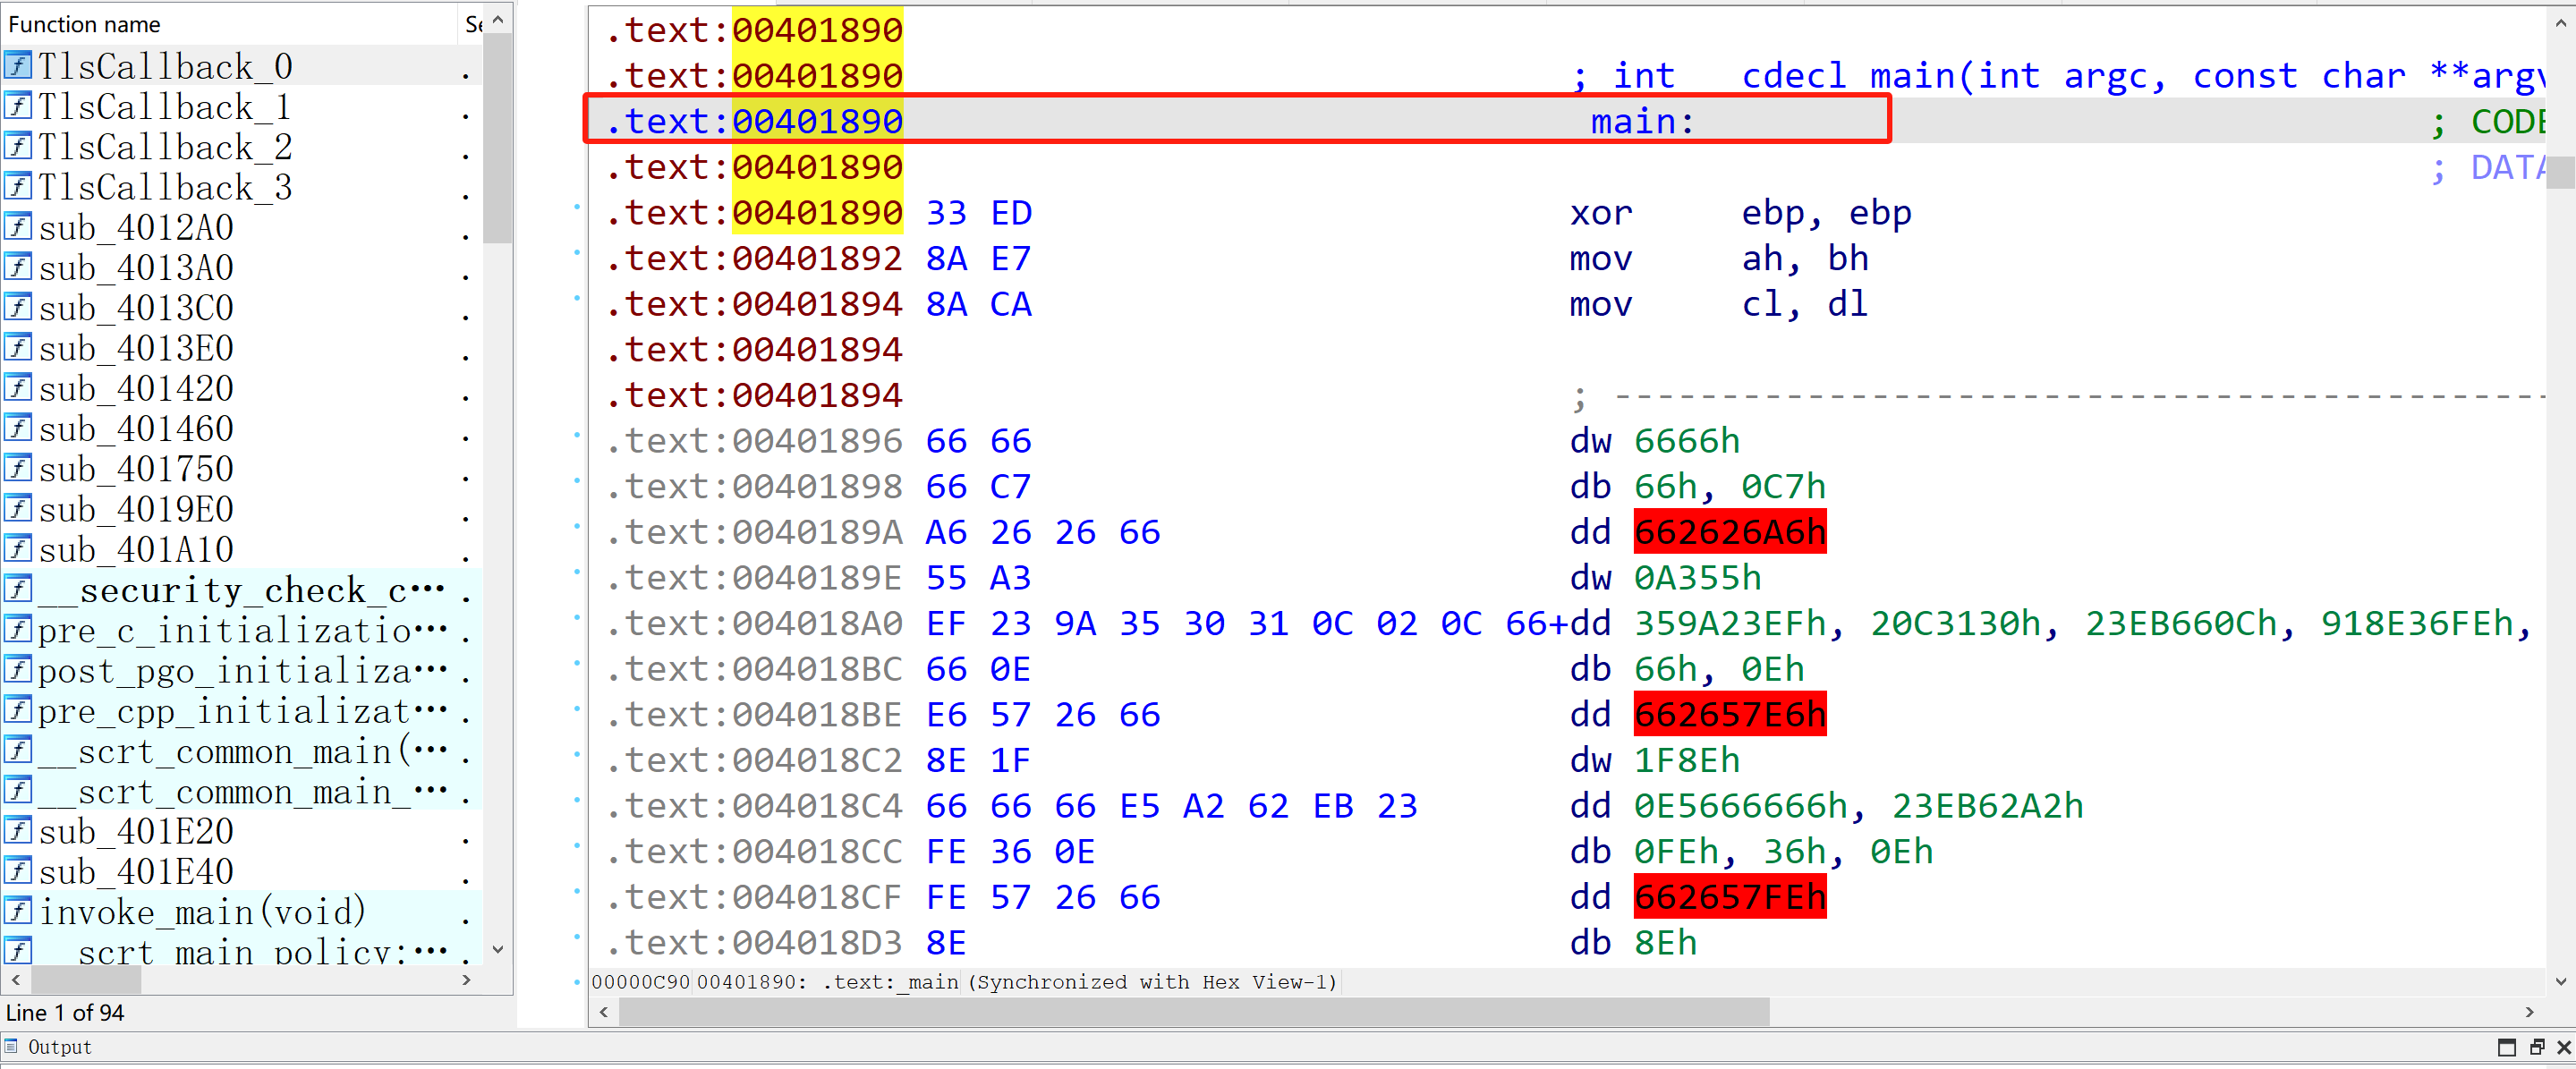 Function name Se
TlsCallback_0 .
TlsCallback_1 .
TlsCallback_2 .
TlsCallback_3 .
sub_4012A0 .
sub_4013A0 .
sub_4013C0 .
sub_4013E0 .
sub_401420 .
sub_401460 .
sub_401750 .
sub_4019E0 .
sub_401A10 .
__security_check_c… .
pre_c_initializatio… .
post_pgo_initializa… .
pre_cpp_initializat… .
__scrt_common_main(… .
__scrt_common_main_… .
sub_401E20 .
sub_401E40 .
invoke_main(void) .
scrt main policy:… .
Line 1 of 94
.text:00401890
.text:00401890 ; int cdecl main(int argc, const char **argv
.text:00401890 main: ; CODE
.text:00401890 ; DATA
.text:00401890 33 ED xor ebp, ebp
.text:00401892 8A E7 mov ah, bh
.text:00401894 8A CA mov cl, dl
.text:00401894
.text:00401894 ; -------------------------------------------
.text:00401896 66 66 dw 6666h
.text:00401898 66 C7 db 66h, 0C7h
.text:0040189A A6 26 26 66 dd 662626A6h
.text:0040189E 55 A3 dw 0A355h
.text:004018A0 EF 23 9A 35 30 31 0C 02 0C 66+dd 359A23EFh, 20C3130h, 23EB660Ch, 918E36FEh,
.text:004018BC 66 0E db 66h, 0Eh
.text:004018BE E6 57 26 66 dd 662657E6h
.text:004018C2 8E 1F dw 1F8Eh
.text:004018C4 66 66 66 E5 A2 62 EB 23 dd 0E5666666h, 23EB62A2h
.text:004018CC FE 36 0E db 0FEh, 36h, 0Eh
.text:004018CF FE 57 26 66 dd 662657FEh
.text:004018D3 8E db 8Eh
00000C90 00401890: .text:_main (Synchronized with Hex View-1)
Output